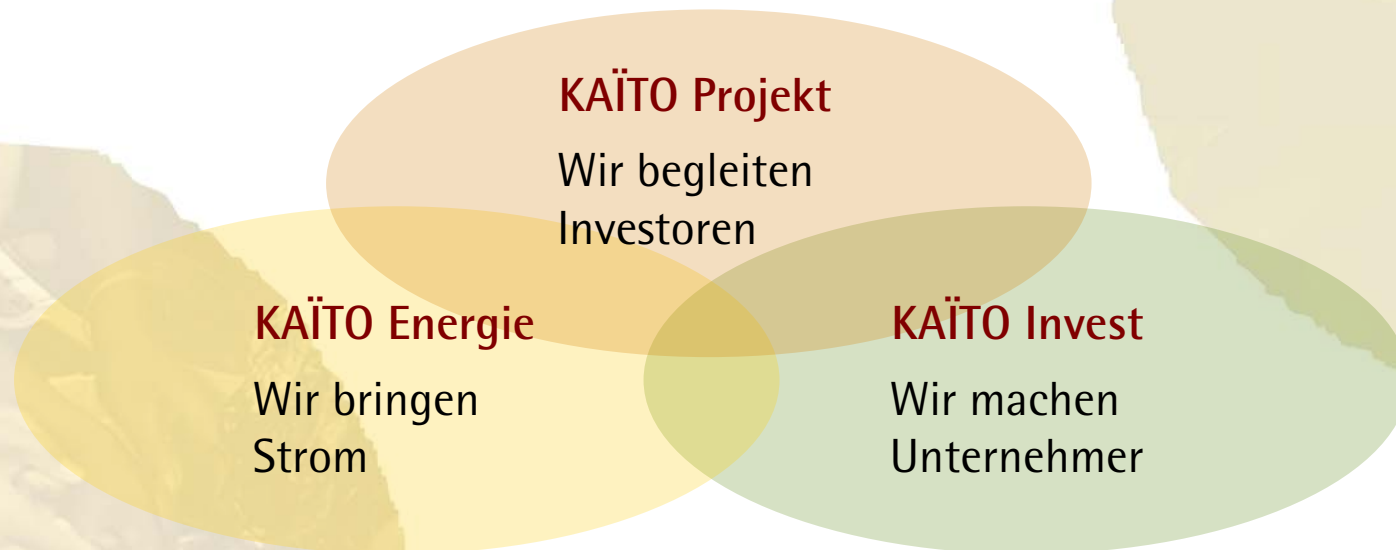 KAÏTO Projekt
Wir begleiten
Investoren
KAÏTO Energie
Wir bringen
Strom
KAÏTO Invest
Wir machen
Unternehmer